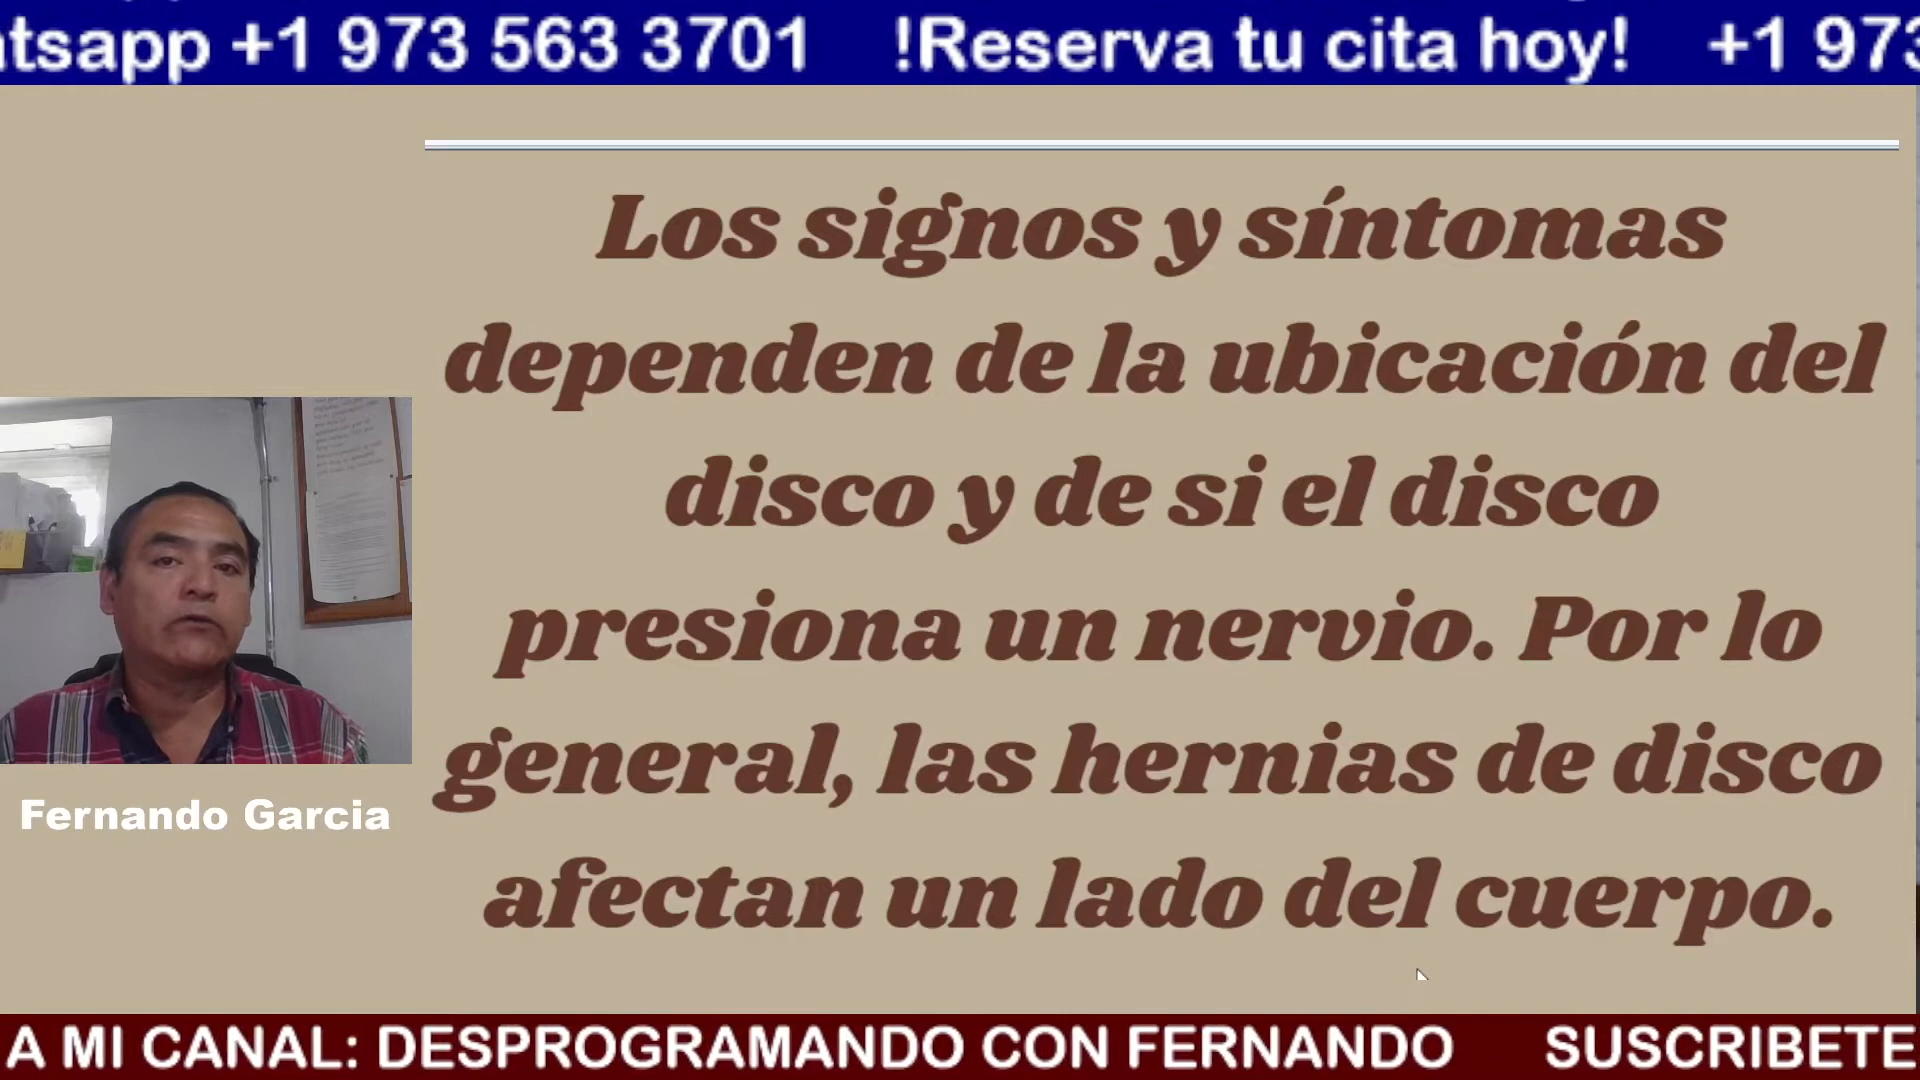 atsapp +1 973 563 3701 !Reserva tu cita hoy! +1 973
Los signos y síntomas
dependen de la ubicación del
disco y de si el disco
presiona un nervio. Por lo
general, las hernias de disco
afectan un lado del cuerpo.
Fernando Garcia
A MI CANAL: DESPROGRAMANDO CON FERNANDO SUSCRIBETE